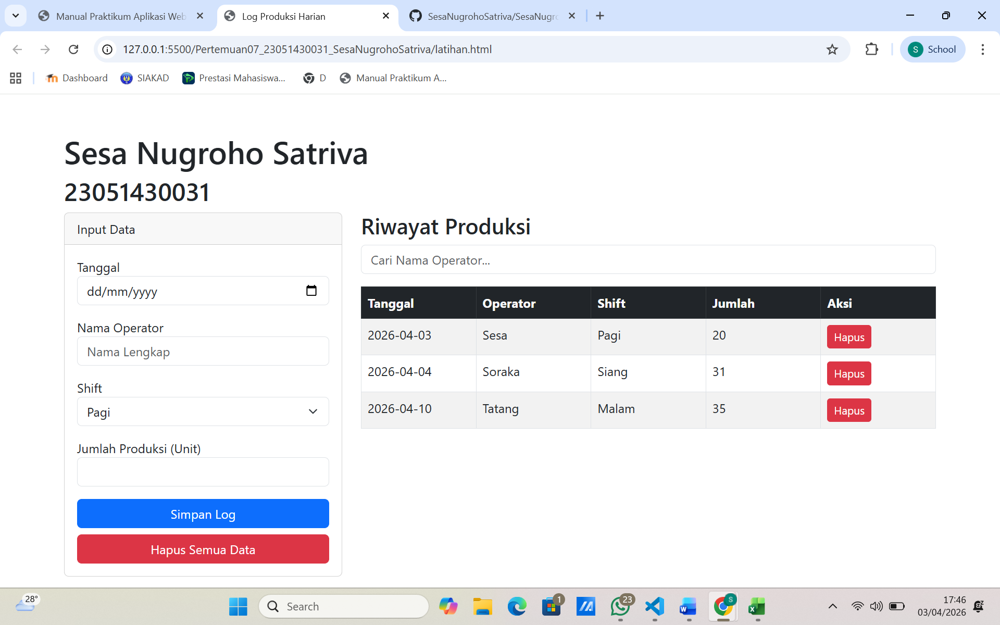 Manual Praktikum Aplikasi Web
Log Produksi Harian
SesaNugrohoSatriva/SesaNugro
127.0.0.1:5500/Pertemuan07_23051430031_SesaNugrohoSatriva/latihan.html
S School
Dashboard
SIAKAD
Prestasi Mahasiswa...
D
Manual Praktikum A...
Sesa Nugroho Satriva
23051430031
Input Data
Tanggal
dd/mm/yyyy
Nama Operator
Nama Lengkap
Shift
Pagi
Jumlah Produksi (Unit)
Simpan Log
Hapus Semua Data
Riwayat Produksi
Cari Nama Operator...
Tanggal Operator Shift Jumlah Aksi
2026-04-03 Sesa Pagi 20 Hapus
2026-04-04 Soraka Siang 31 Hapus
2026-04-10 Tatang Malam 35 Hapus
28°
Search
1
23
S
17:46
03/04/2026